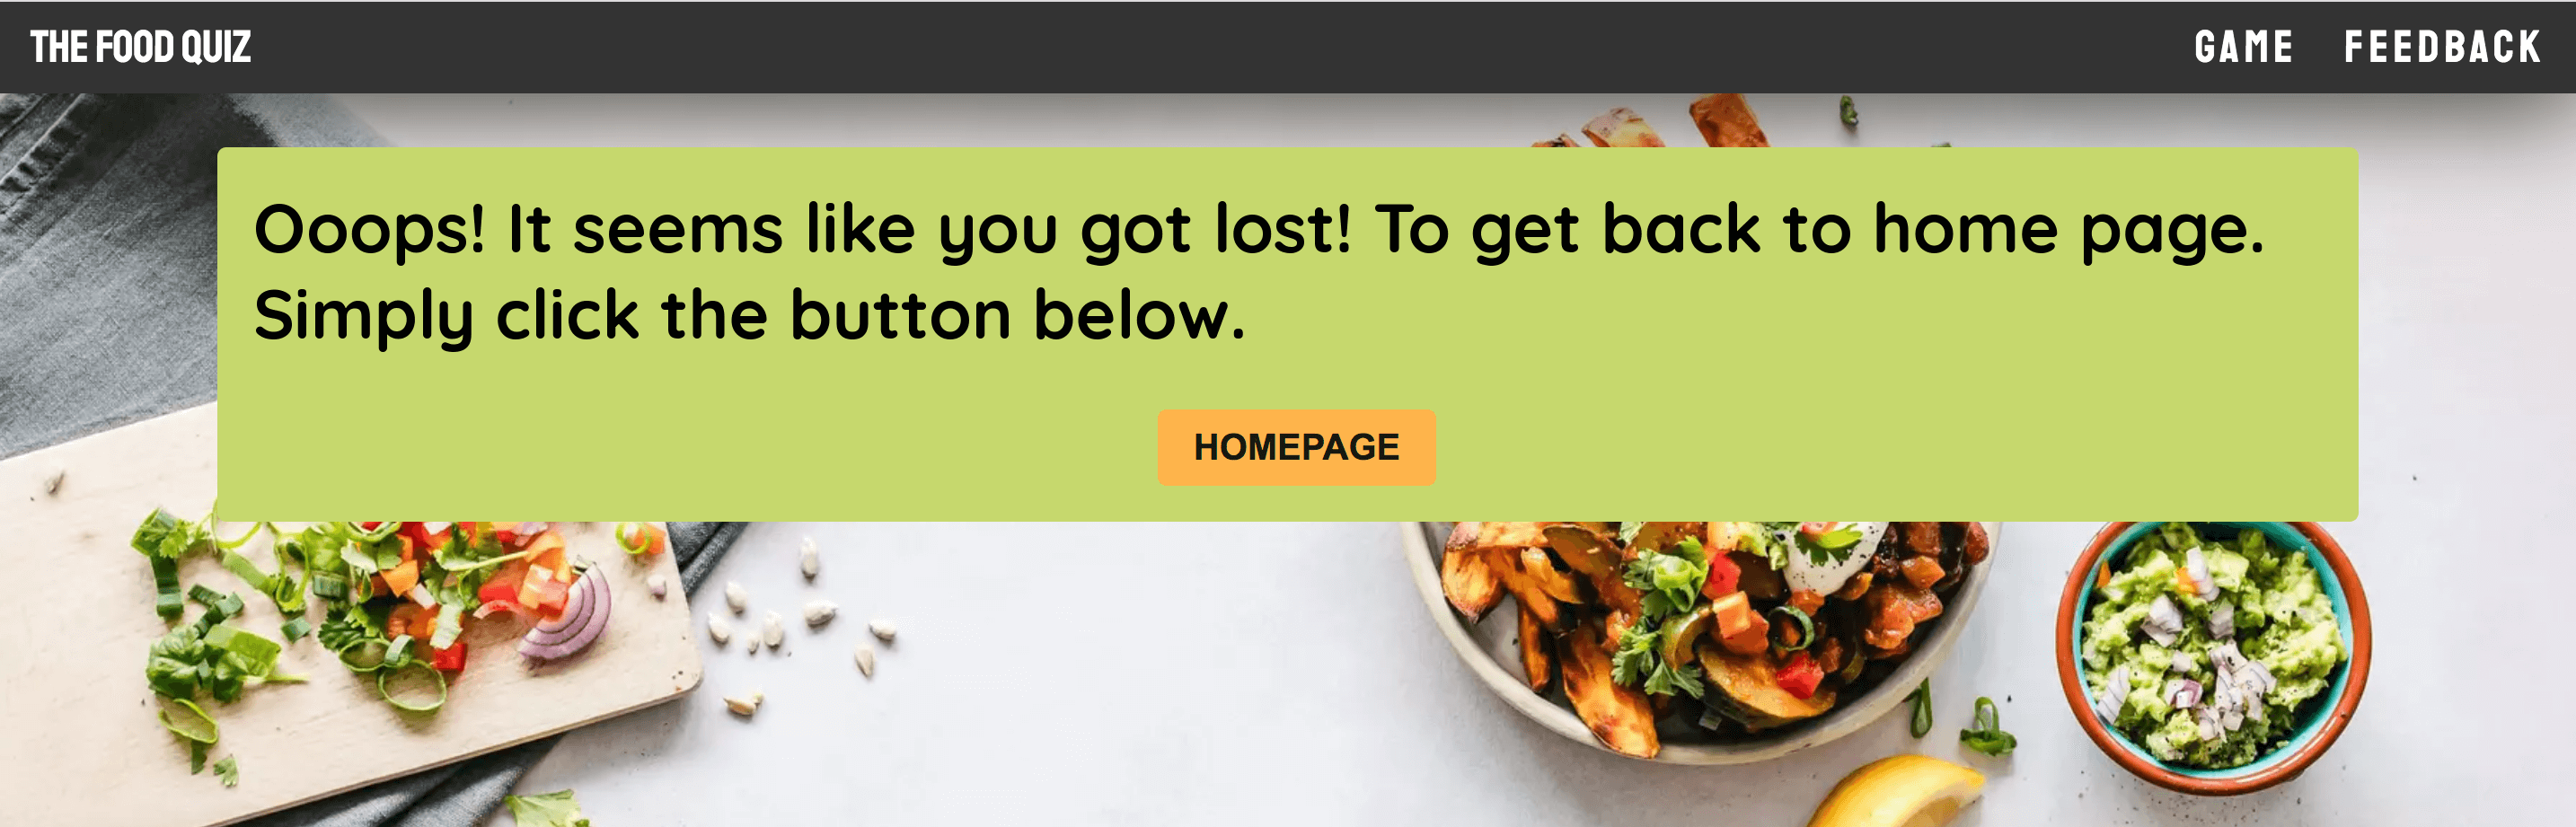 THE FOOD QUIZ
GAME FEEDBACK
Ooops! It seems like you got lost! To get back to home page.
Simply click the button below.
HOMEPAGE